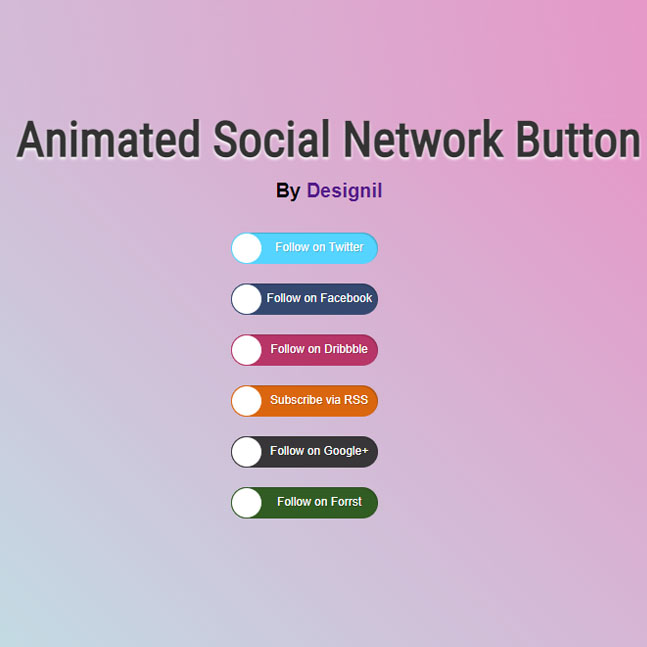 Animated Social Network Button
By Designil
Follow on Twitter
Follow on Facebook
Follow on Dribbble
Subscribe via RSS
Follow on Google+
Follow on Forrst